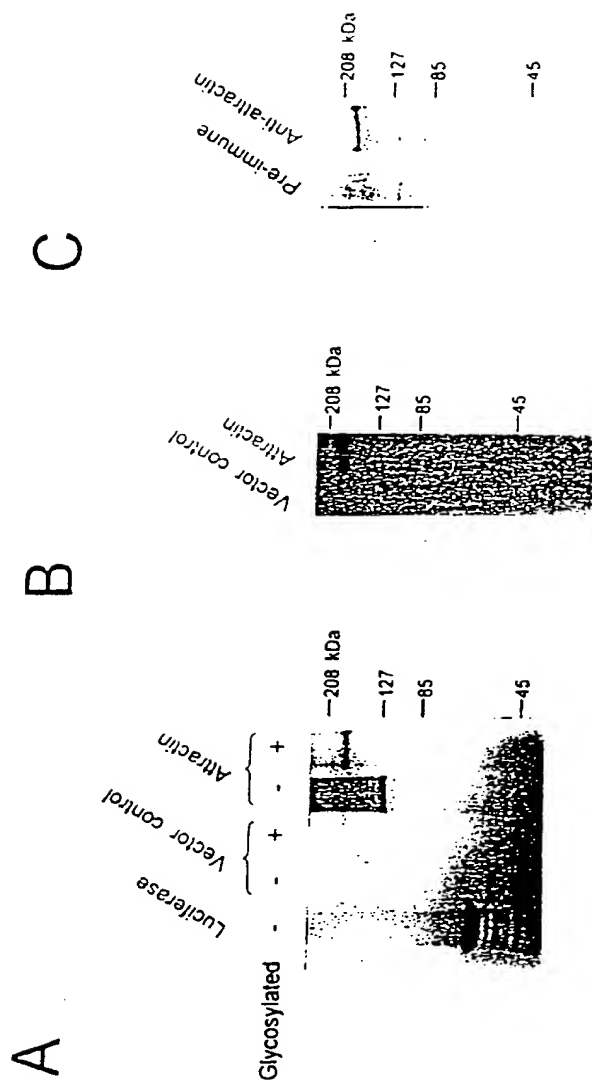 A
Glycosylated
Luciferase
Vector control
Attractin
- - + - +
—208 kDa
—127
—85
—45
B
Vector control
Attractin
—208 kDa
—127
—85
—45
C
Pre-immune
Anti-attractin
—208 kDa
—127
—85
—45